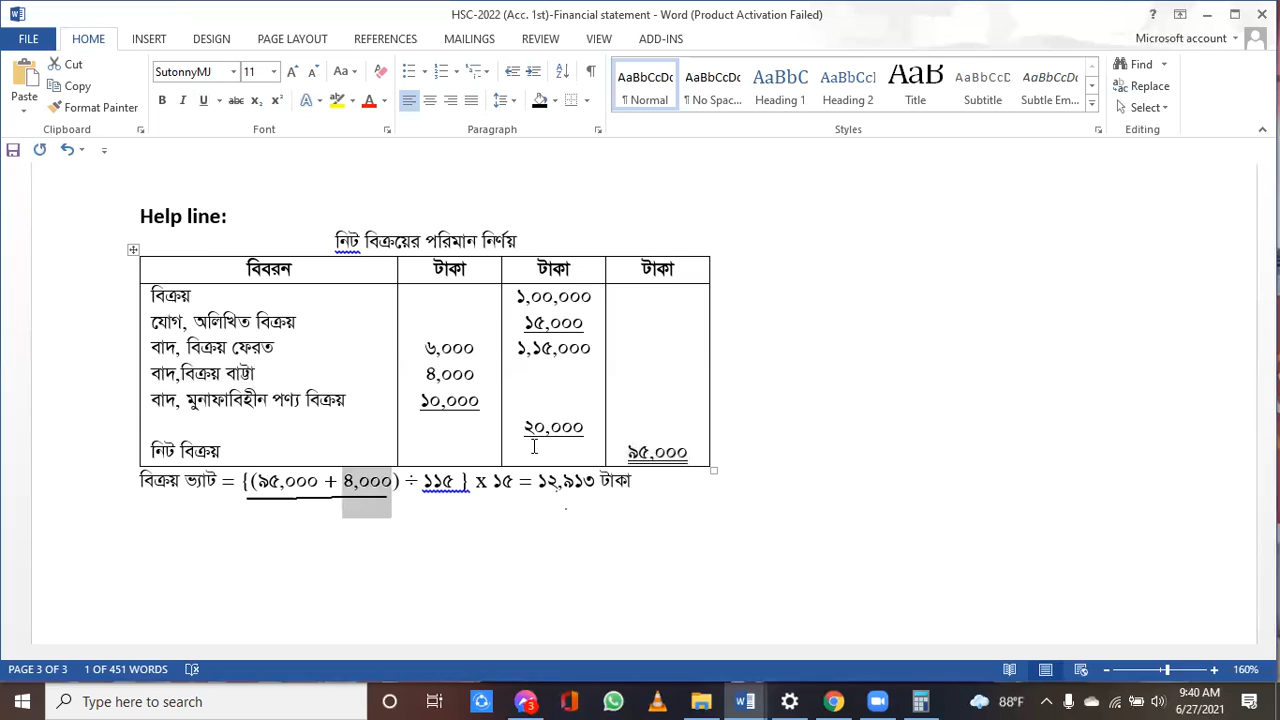 HSC-2022 (Acc. 1st)-Financial statement - Word (Product Activation Failed)
FILE HOME INSERT DESIGN PAGE LAYOUT REFERENCES MAILINGS REVIEW VIEW ADD-INS Microsoft account
Paste Cut Copy Format Painter
SutonnyMJ 11
AaBbCcDc AaBbCcDc AaBbC AaBbCc AaB AaBbCcD AaBbCcDc
¶ Normal ¶ No Spac... Heading 1 Heading 2 Title Subtitle Subtle Em...
Find Replace Select
Clipboard Font Paragraph Styles Editing
Help line:
নিট বিক্রয়ের পরিমান নির্ণয়
বিবরন টাকা টাকা টাকা
বিক্রয় ১,০০,০০০
যোগ, অলিখিত বিক্রয় ১৫,০০০
বাদ, বিক্রয় ফেরত ৬,০০০ ১,১৫,০০০
বাদ,বিক্রয় বাট্টা ৪,০০০
বাদ, মুনাফাবিহীন পণ্য বিক্রয় ১০,০০০
২০,০০০
নিট বিক্রয় ৯৫,০০০
বিক্রয় ভ্যাট = {(৯৫,০০০ + ৪,০০০) ÷ ১১৫ } x ১৫ = ১২,৯১৩ টাকা
PAGE 3 OF 3 1 OF 451 WORDS 160%
Type here to search 3 88°F 9:40 AM
6/27/2021